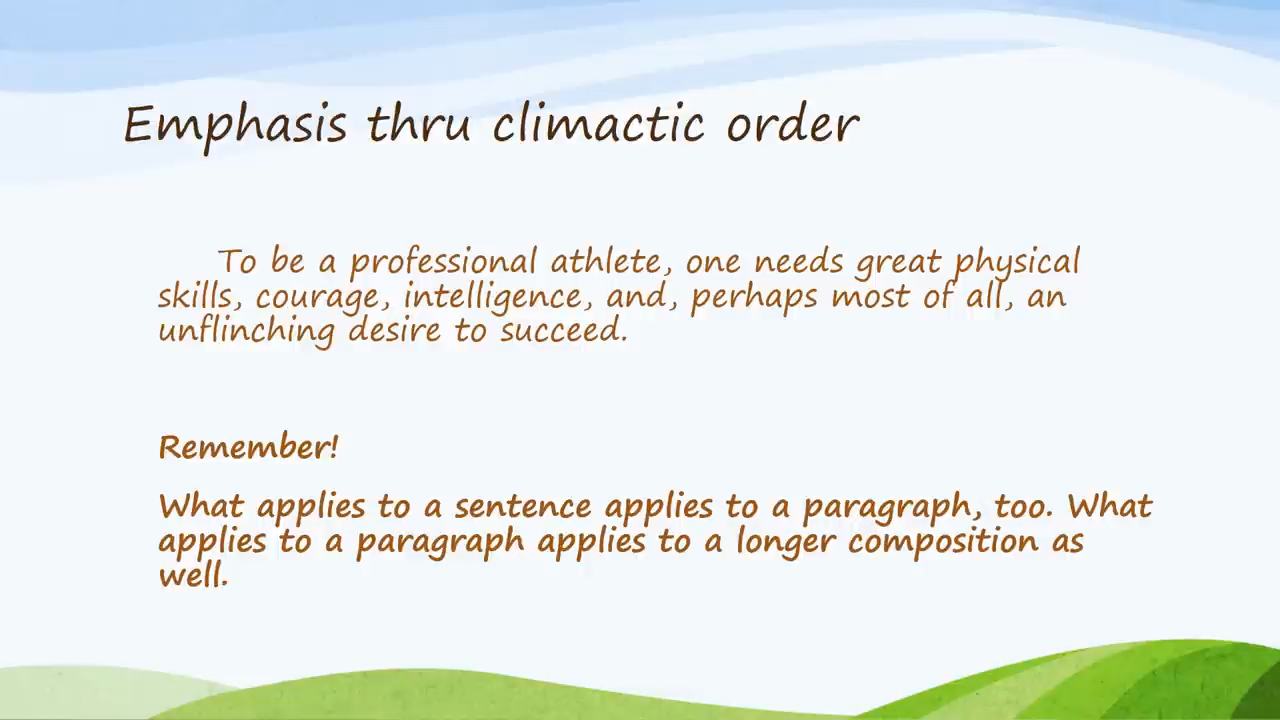 Emphasis thru climactic order
To be a professional athlete, one needs great physical
skills, courage, intelligence, and, perhaps most of all, an
unflinching desire to succeed.
Remember!
What applies to a sentence applies to a paragraph, too. What
applies to a paragraph applies to a longer composition as
well.